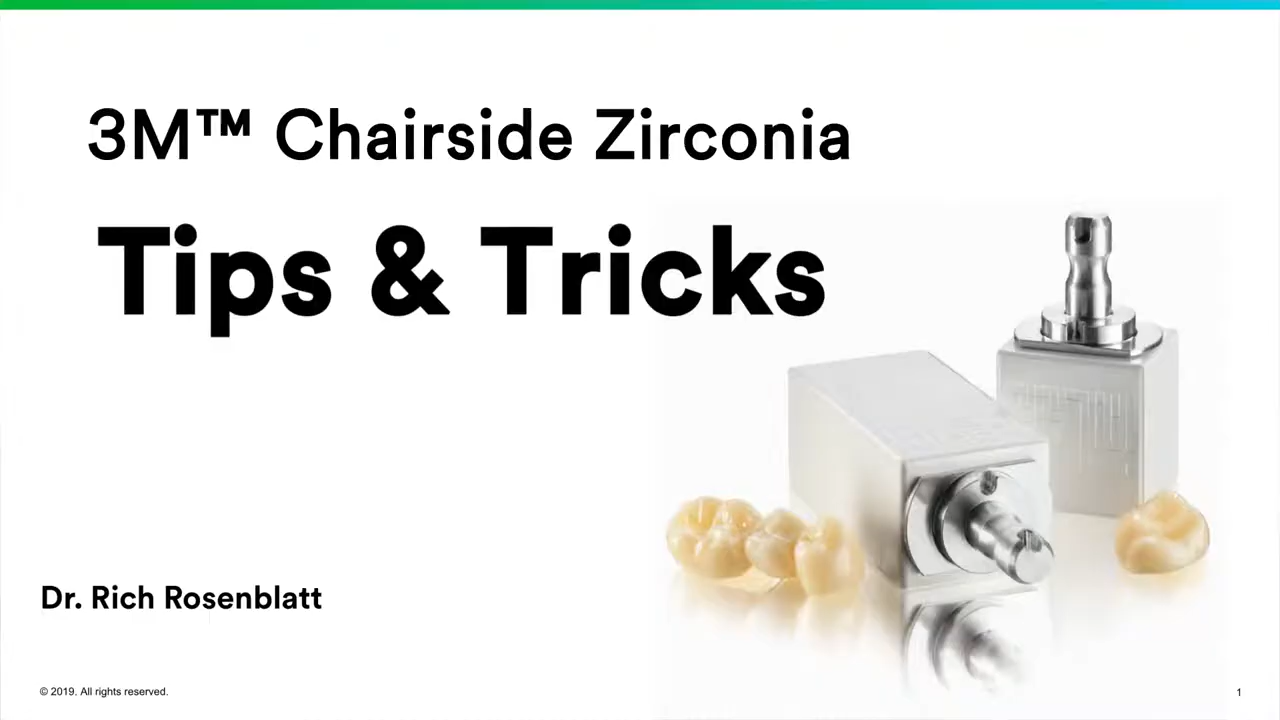 3M™ Chairside Zirconia
Tips & Tricks
Dr. Rich Rosenblatt
© 2019. All rights reserved.
1